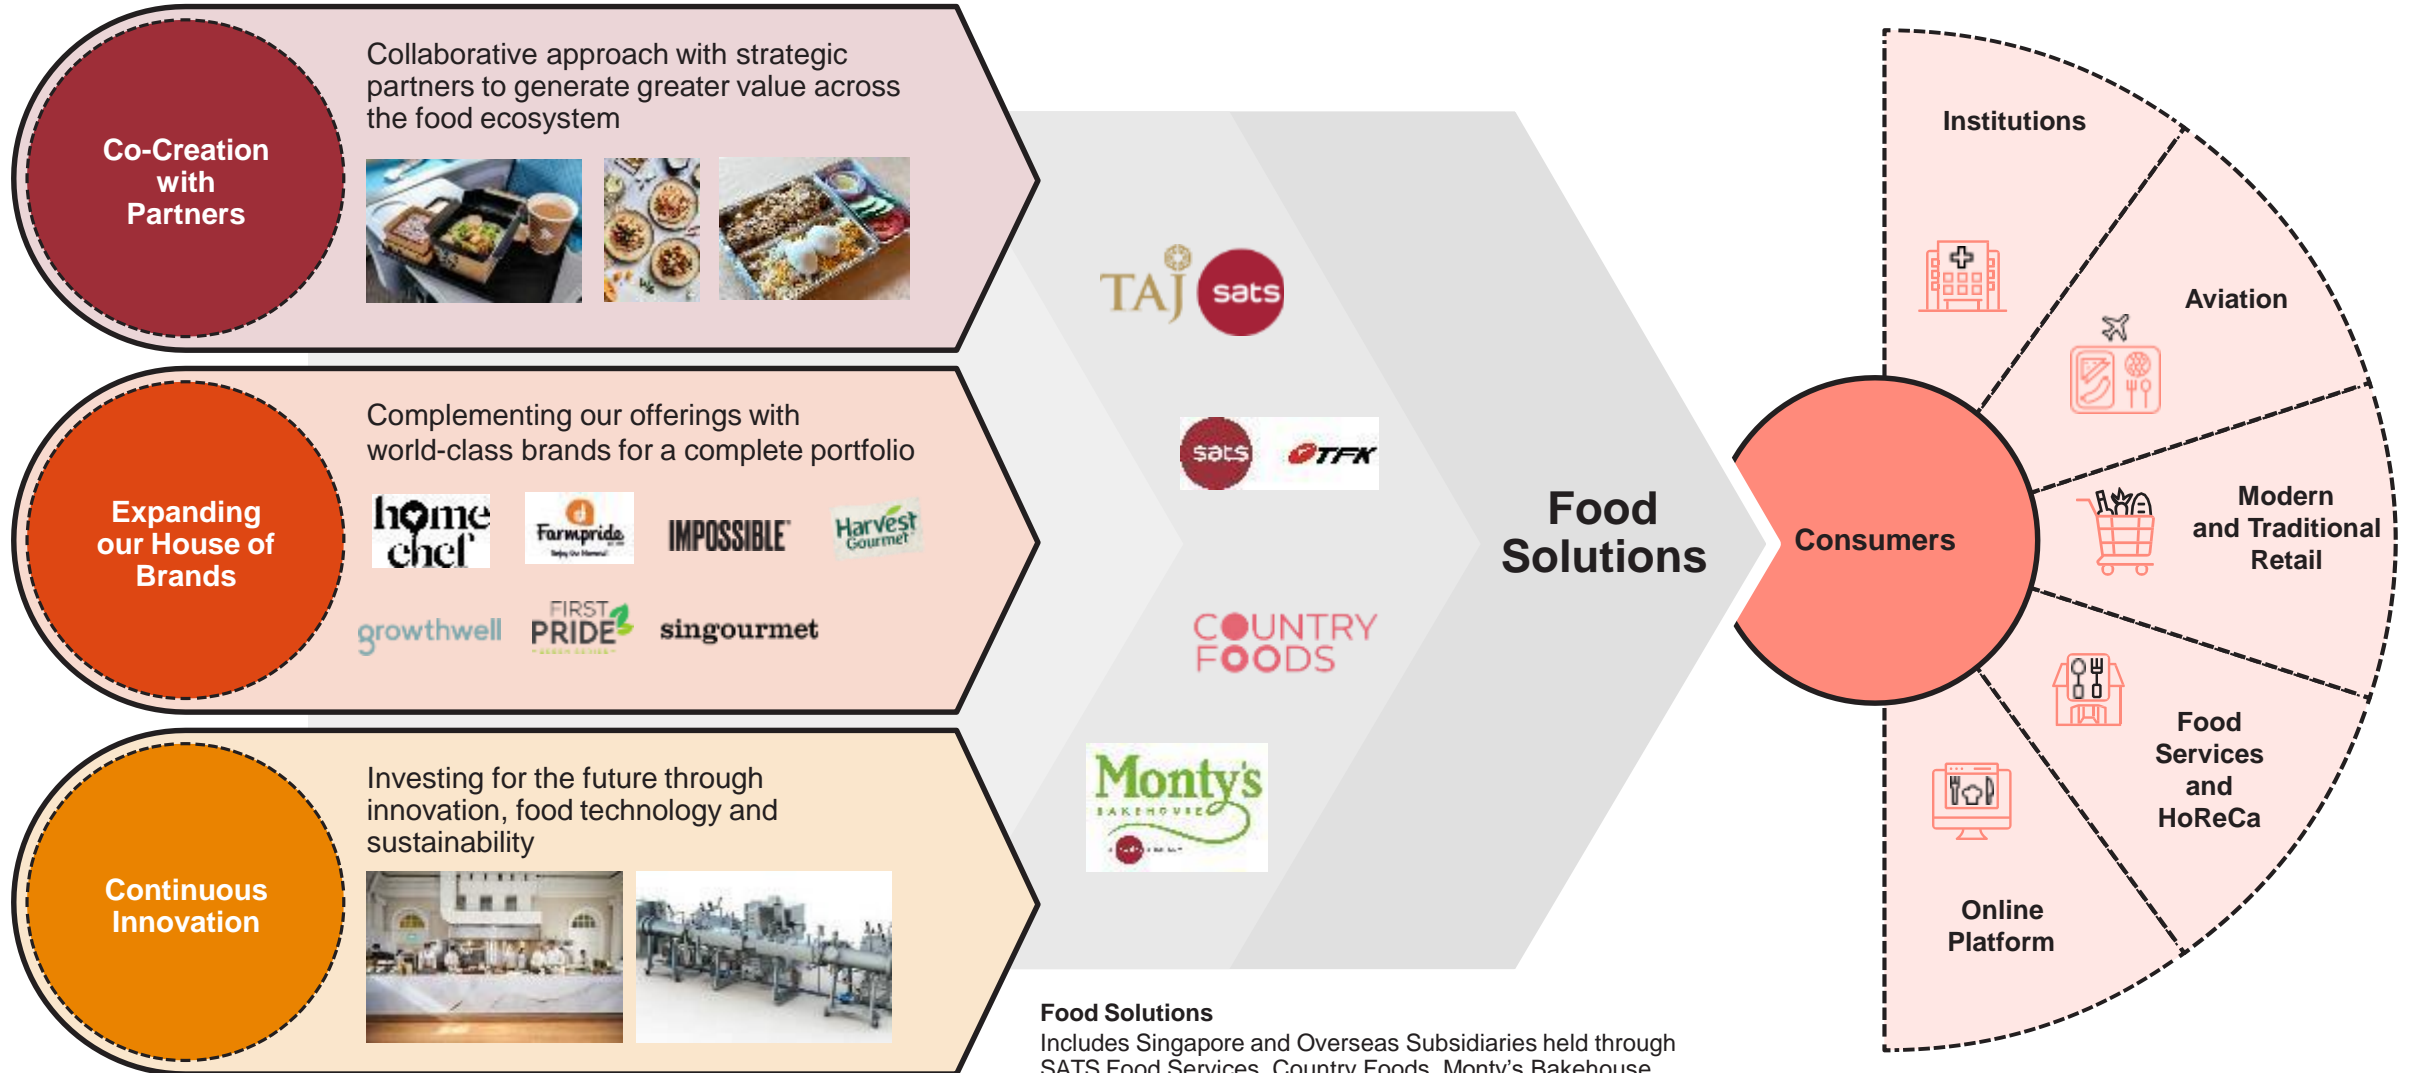 Co-Creation
with
Partners
Collaborative approach with strategic
partners to generate greater value across
the food ecosystem
Expanding
our House of
Brands
Complementing our offerings with
world-class brands for a complete portfolio
home
chef
Farmpride
IMPOSSIBLE
Harvest
Gourmet
growthwell
FIRST
PRIDE
singourmet
Continuous
Innovation
Investing for the future through
innovation, food technology and
sustainability
TAJ sats
sats TFK
COUNTRY
FOODS
Monty's
BAKEHOUSE
Food
Solutions
Food Solutions
Includes Singapore and Overseas Subsidiaries held through
SATS Food Services, Country Foods, Monty's Bakehouse
Consumers
Institutions
Aviation
Modern
and Traditional
Retail
Food
Services
and
HoReCa
Online
Platform